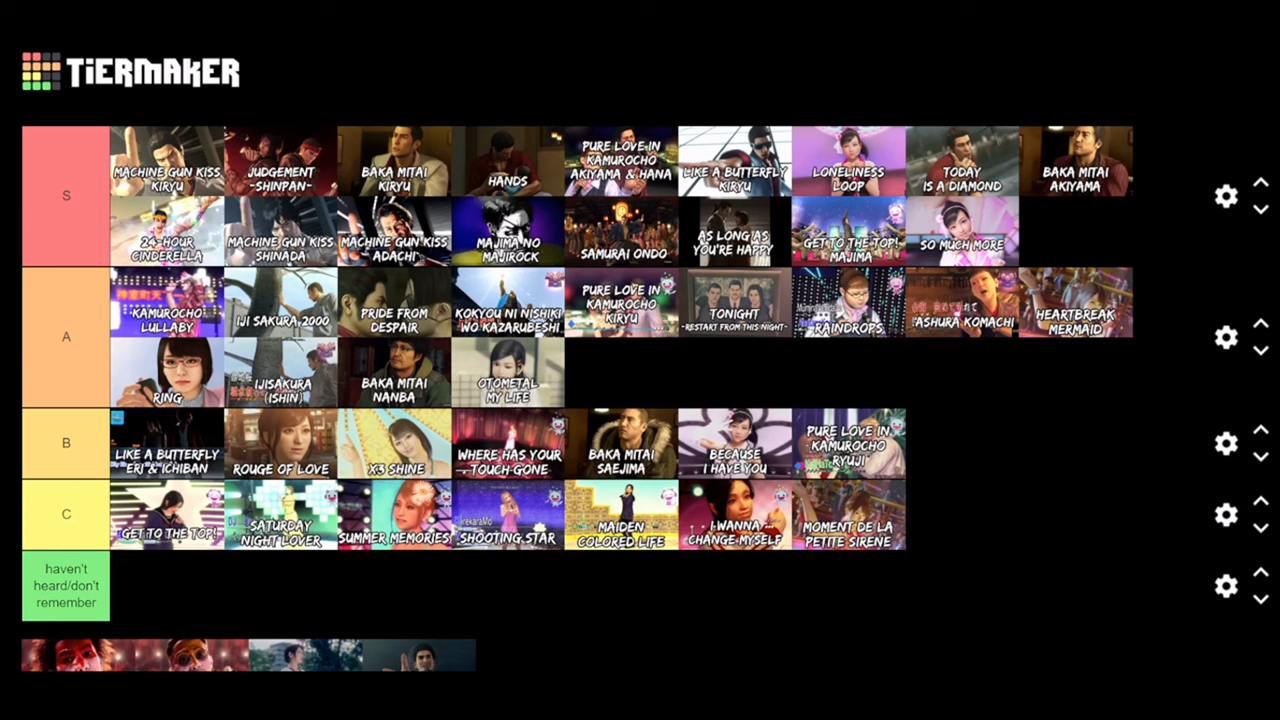 TIERMAKER
S
MACHINE GUN KISS
KIRYU
JUDGEMENT
-SHINPAN-
BAKA MITAI
KIRYU
HANDS
PURE LOVE IN
KAMUROCHO
AKIYAMA & HANA
LIKE A BUTTERFLY
KIRYU
LONELINESS
LOOP
TODAY
IS A DIAMOND
BAKA MITAI
AKIYAMA
24-HOUR
CINDERELLA
MACHINE GUN KISS
SHINADA
MACHINE GUN KISS
ADACHI
MAJIMA NO
MAJIROCK
SAMURAI ONDO
AS LONG AS
YOU'RE HAPPY
GET TO THE TOP!
MAJIMA
SO MUCH MORE
A
KAMUROCHO
LULLABY
IJI SAKURA 2000
PRIDE FROM
DESPAIR
KOKYOU NI NISHIKI
WO KAZARUBESHI
PURE LOVE IN
KAMUROCHO
KIRYU
TONIGHT
-RESTART FROM THIS NIGHT-
RAINDROPS
ASHURA KOMACHI
HEARTBREAK
MERMAID
RING
IJISAKURA
(ISHIN)
BAKA MITAI
NANBA
OTOMETAL
MY LIFE
B
LIKE A BUTTERFLY
ERI & ICHIBAN
ROUGE OF LOVE
X3 SHINE
WHERE HAS YOUR
TOUCH GONE
BAKA MITAI
SAEJIMA
BECAUSE
I HAVE YOU
PURE LOVE IN
KAMUROCHO
RYUJI
C
GET TO THE TOP!
SATURDAY
NIGHT LOVER
SUMMER MEMORIES
SHOOTING STAR
MAIDEN
COLORED LIFE
I WANNA
CHANGE MYSELF
MOMENT DE LA
PETITE SIRENE
haven't
heard/don't
remember